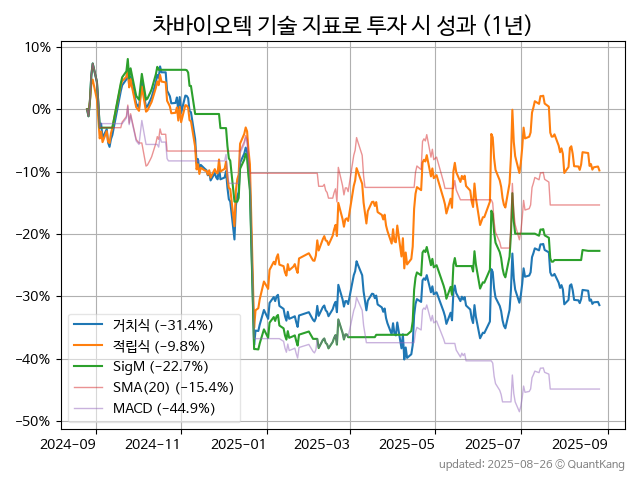 차바이오텍 기술 지표로 투자 시 성과 (1년)
10%
0%
−10%
−20%
−30%
−40%
−50%
거치식 (−31.4%)
적립식 (−9.8%)
SigM (−22.7%)
SMA(20) (−15.4%)
MACD (−44.9%)
2024-09
2024-11
2025-01
2025-03
2025-05
2025-07
2025-09
updated: 2025-08-26 © QuantKang